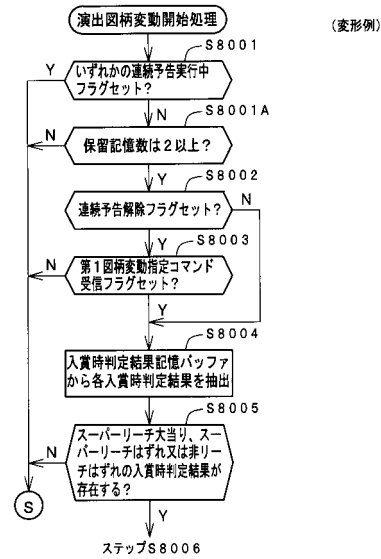 演出図柄変動開始処理
(変形例)
S8001
Y
いずれかの連続予告実行中
フラグセット?
N
S8001A
N
保留記憶数は2以上?
Y
S8002
連続予告解除フラグセット?
N
Y
S8003
N
第1図柄変動指定コマンド
受信フラグセット?
Y
S8004
入賞時判定結果記憶バッファ
から各入賞時判定結果を抽出
S8005
N
スーパーリーチ大当り、スー
パーリーチはずれ又は非リー
チはずれの入賞時判定結果が
存在する?
S
Y
ステップS8006